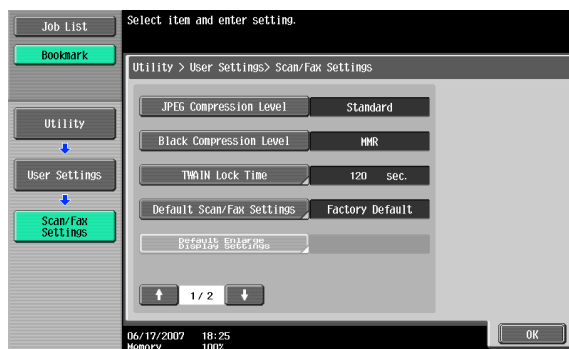 Job List
Bookmark
Utility
User Settings
Scan/Fax
Settings
Select item and enter setting.
Utility > User Settings> Scan/Fax Settings
JPEG Compression Level Standard
Black Compression Level MMR
TWAIN Lock Time 120 sec.
Default Scan/Fax Settings Factory Default
Default Enlarge
Display Settings
1/ 2
06/17/2007 18:25
Memory 100%
OK